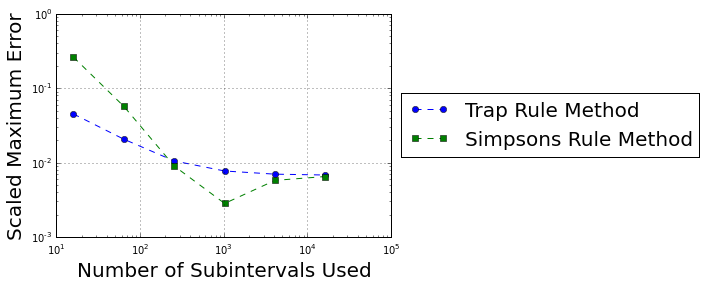 Scaled Maximum Error
10^0
10^-1
10^-2
10^-3
10^1
10^2
10^3
10^4
10^5
Number of Subintervals Used
Trap Rule Method
Simpsons Rule Method